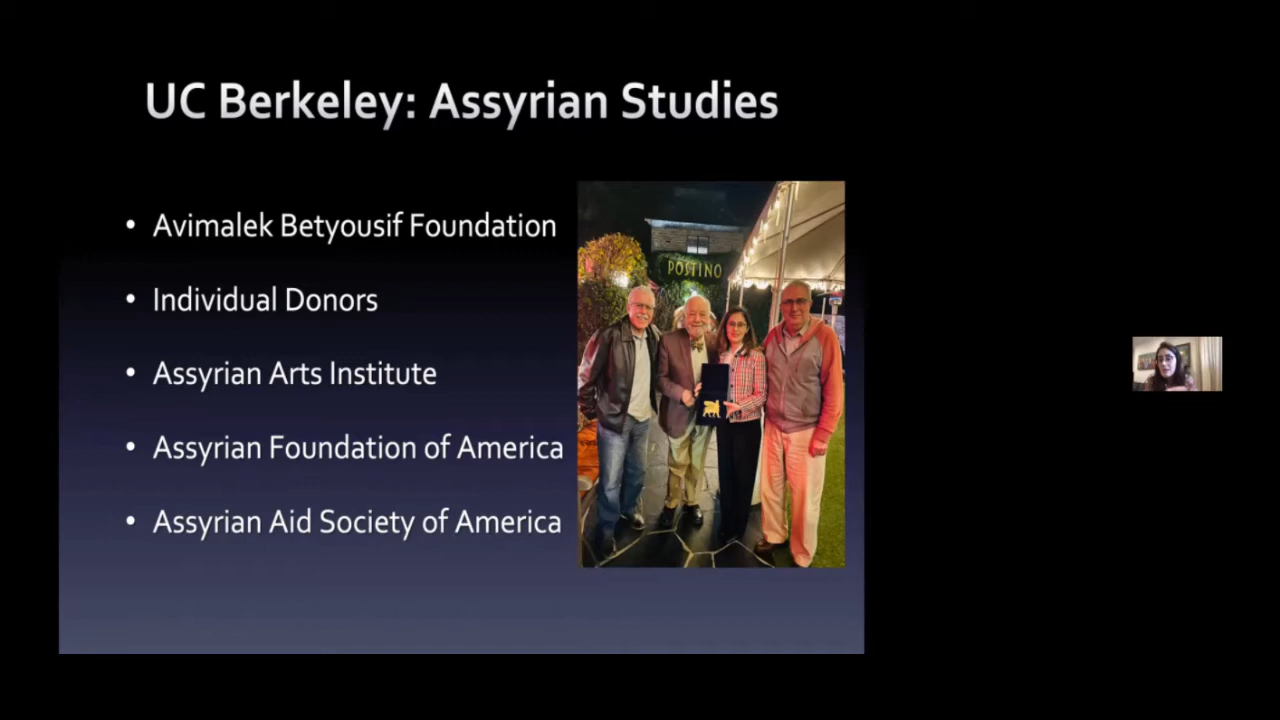 UC Berkeley: Assyrian Studies
• Avimalek Betyousif Foundation
• Individual Donors
• Assyrian Arts Institute
• Assyrian Foundation of America
• Assyrian Aid Society of America
POSTINO